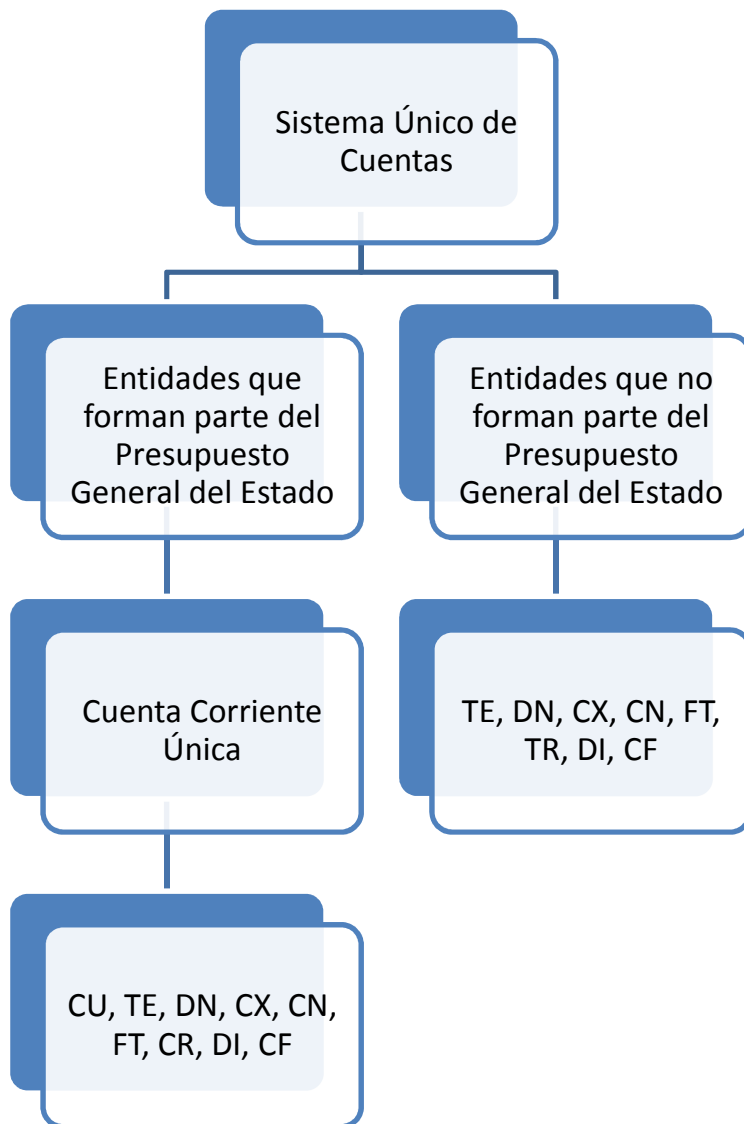 Sistema Único de
Cuentas
Entidades que
forman parte del
Presupuesto
General del Estado
Entidades que no
forman parte del
Presupuesto
General del Estado
Cuenta Corriente
Única
TE, DN, CX, CN, FT,
TR, DI, CF
CU, TE, DN, CX, CN,
FT, CR, DI, CF